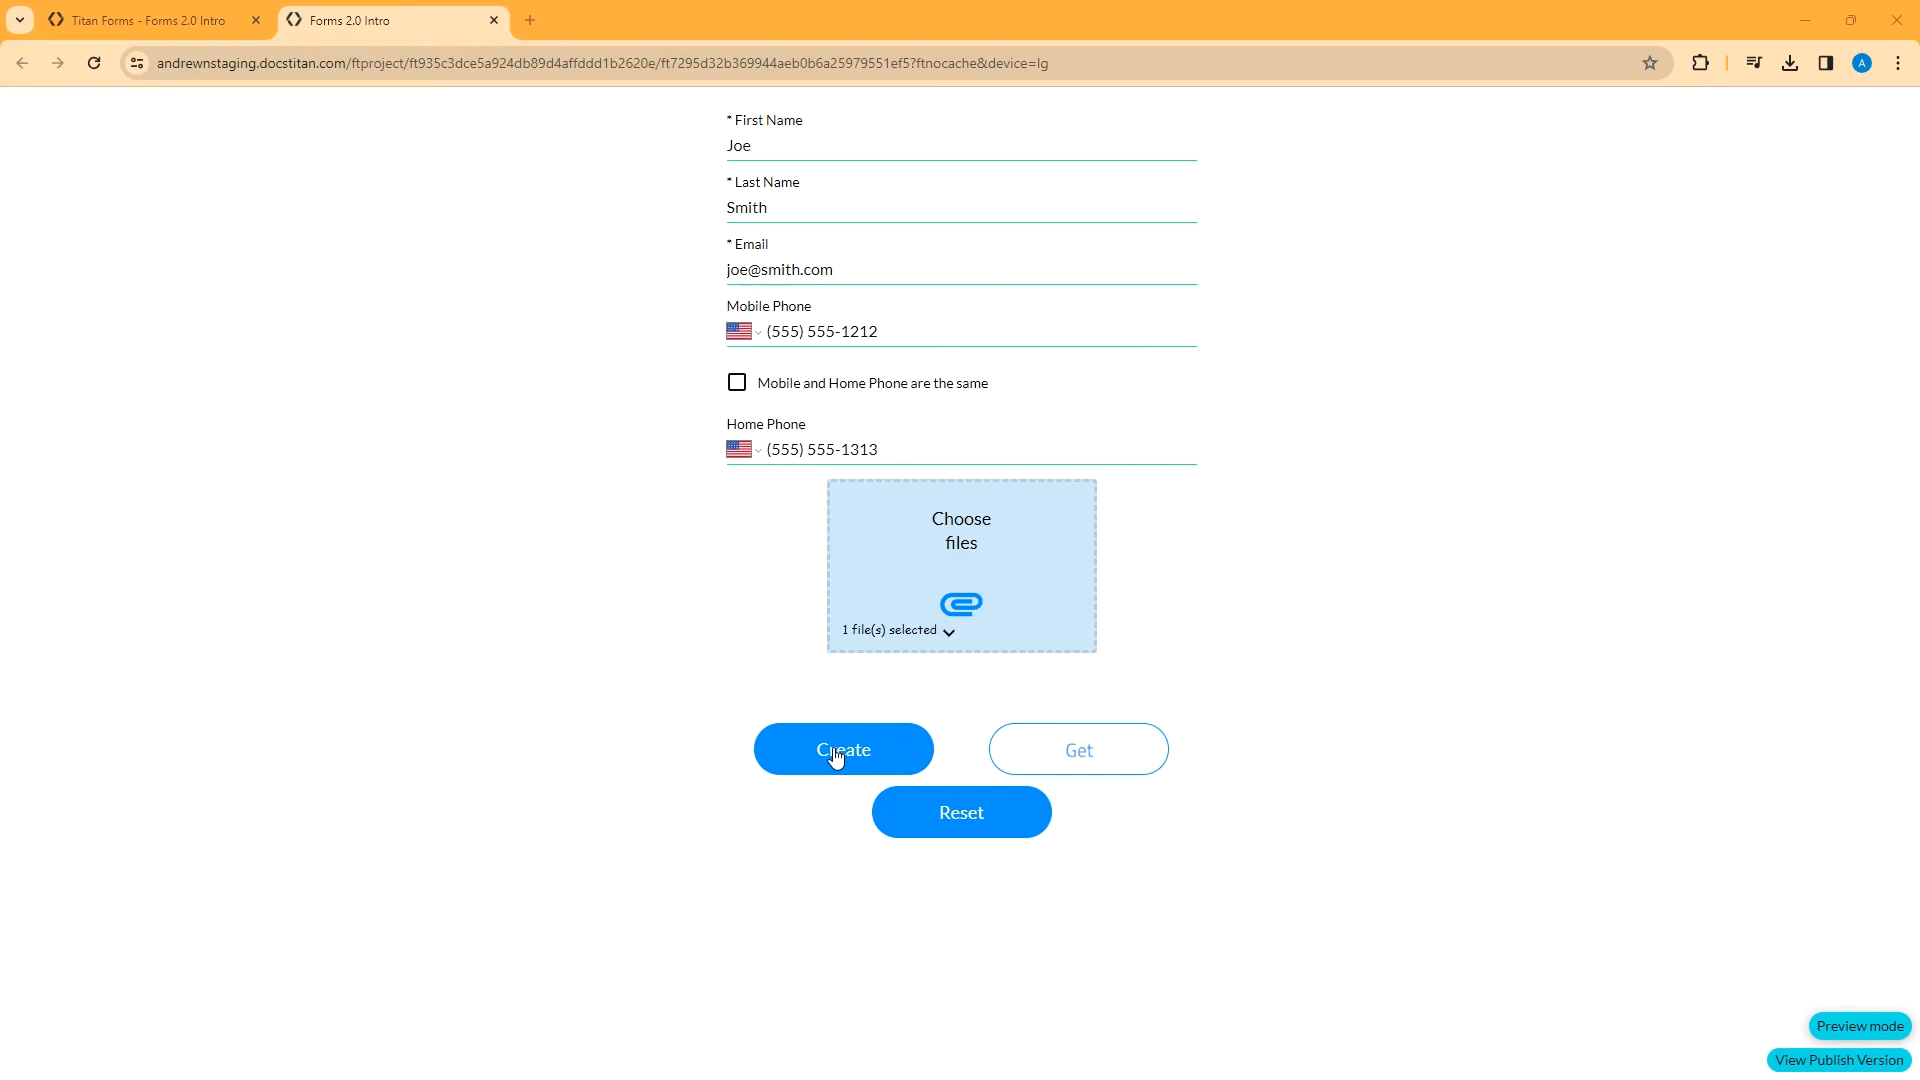 Titan Forms - Forms 2.0 Intro
Forms 2.0 Intro
andrewnstaging.docstitan.com/ftproject/ft935c3dce5a924db89d4affddd1b2620e/ft7295d32b369944aeb0b6a25979551ef5?ftnocache&device=lg
A
* First Name
Joe
* Last Name
Smith
* Email
joe@smith.com
Mobile Phone
(555) 555-1212
Mobile and Home Phone are the same
Home Phone
(555) 555-1313
Choose
files
1 file(s) selected
Create
Get
Reset
Preview mode
View Publish Version